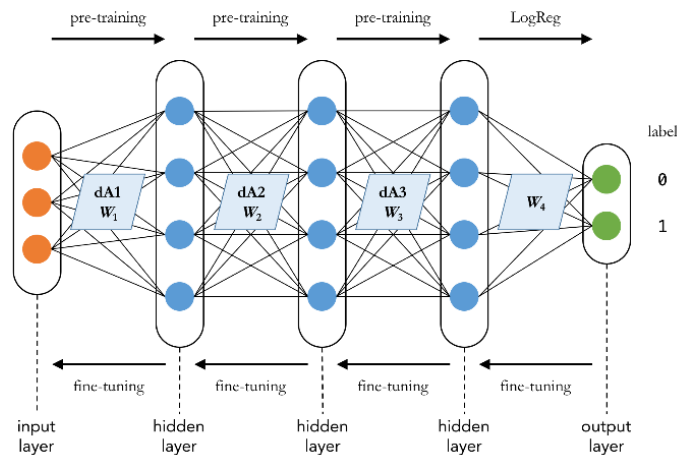 pre-training pre-training pre-training LogReg
label
0
dA1 dA2 dA3
W1 W2 W3 W4
1
fine-tuning fine-tuning fine-tuning fine-tuning
input hidden hidden hidden output
layer layer layer layer layer